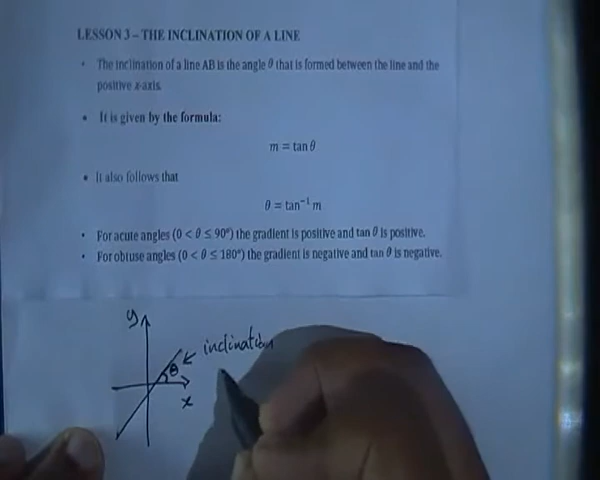 LESSON 3 – THE INCLINATION OF A LINE
• The inclination of a line AB is the angle θ that is formed between the line and the
positive x-axis.
• It is given by the formula:
m = tan θ
• It also follows that
θ = tan⁻¹ m
• For acute angles (0 < θ ≤ 90°) the gradient is positive and tan θ is positive.
• For obtuse angles (0 < θ ≤ 180°) the gradient is negative and tan θ is negative.
y
inclination
θ
x